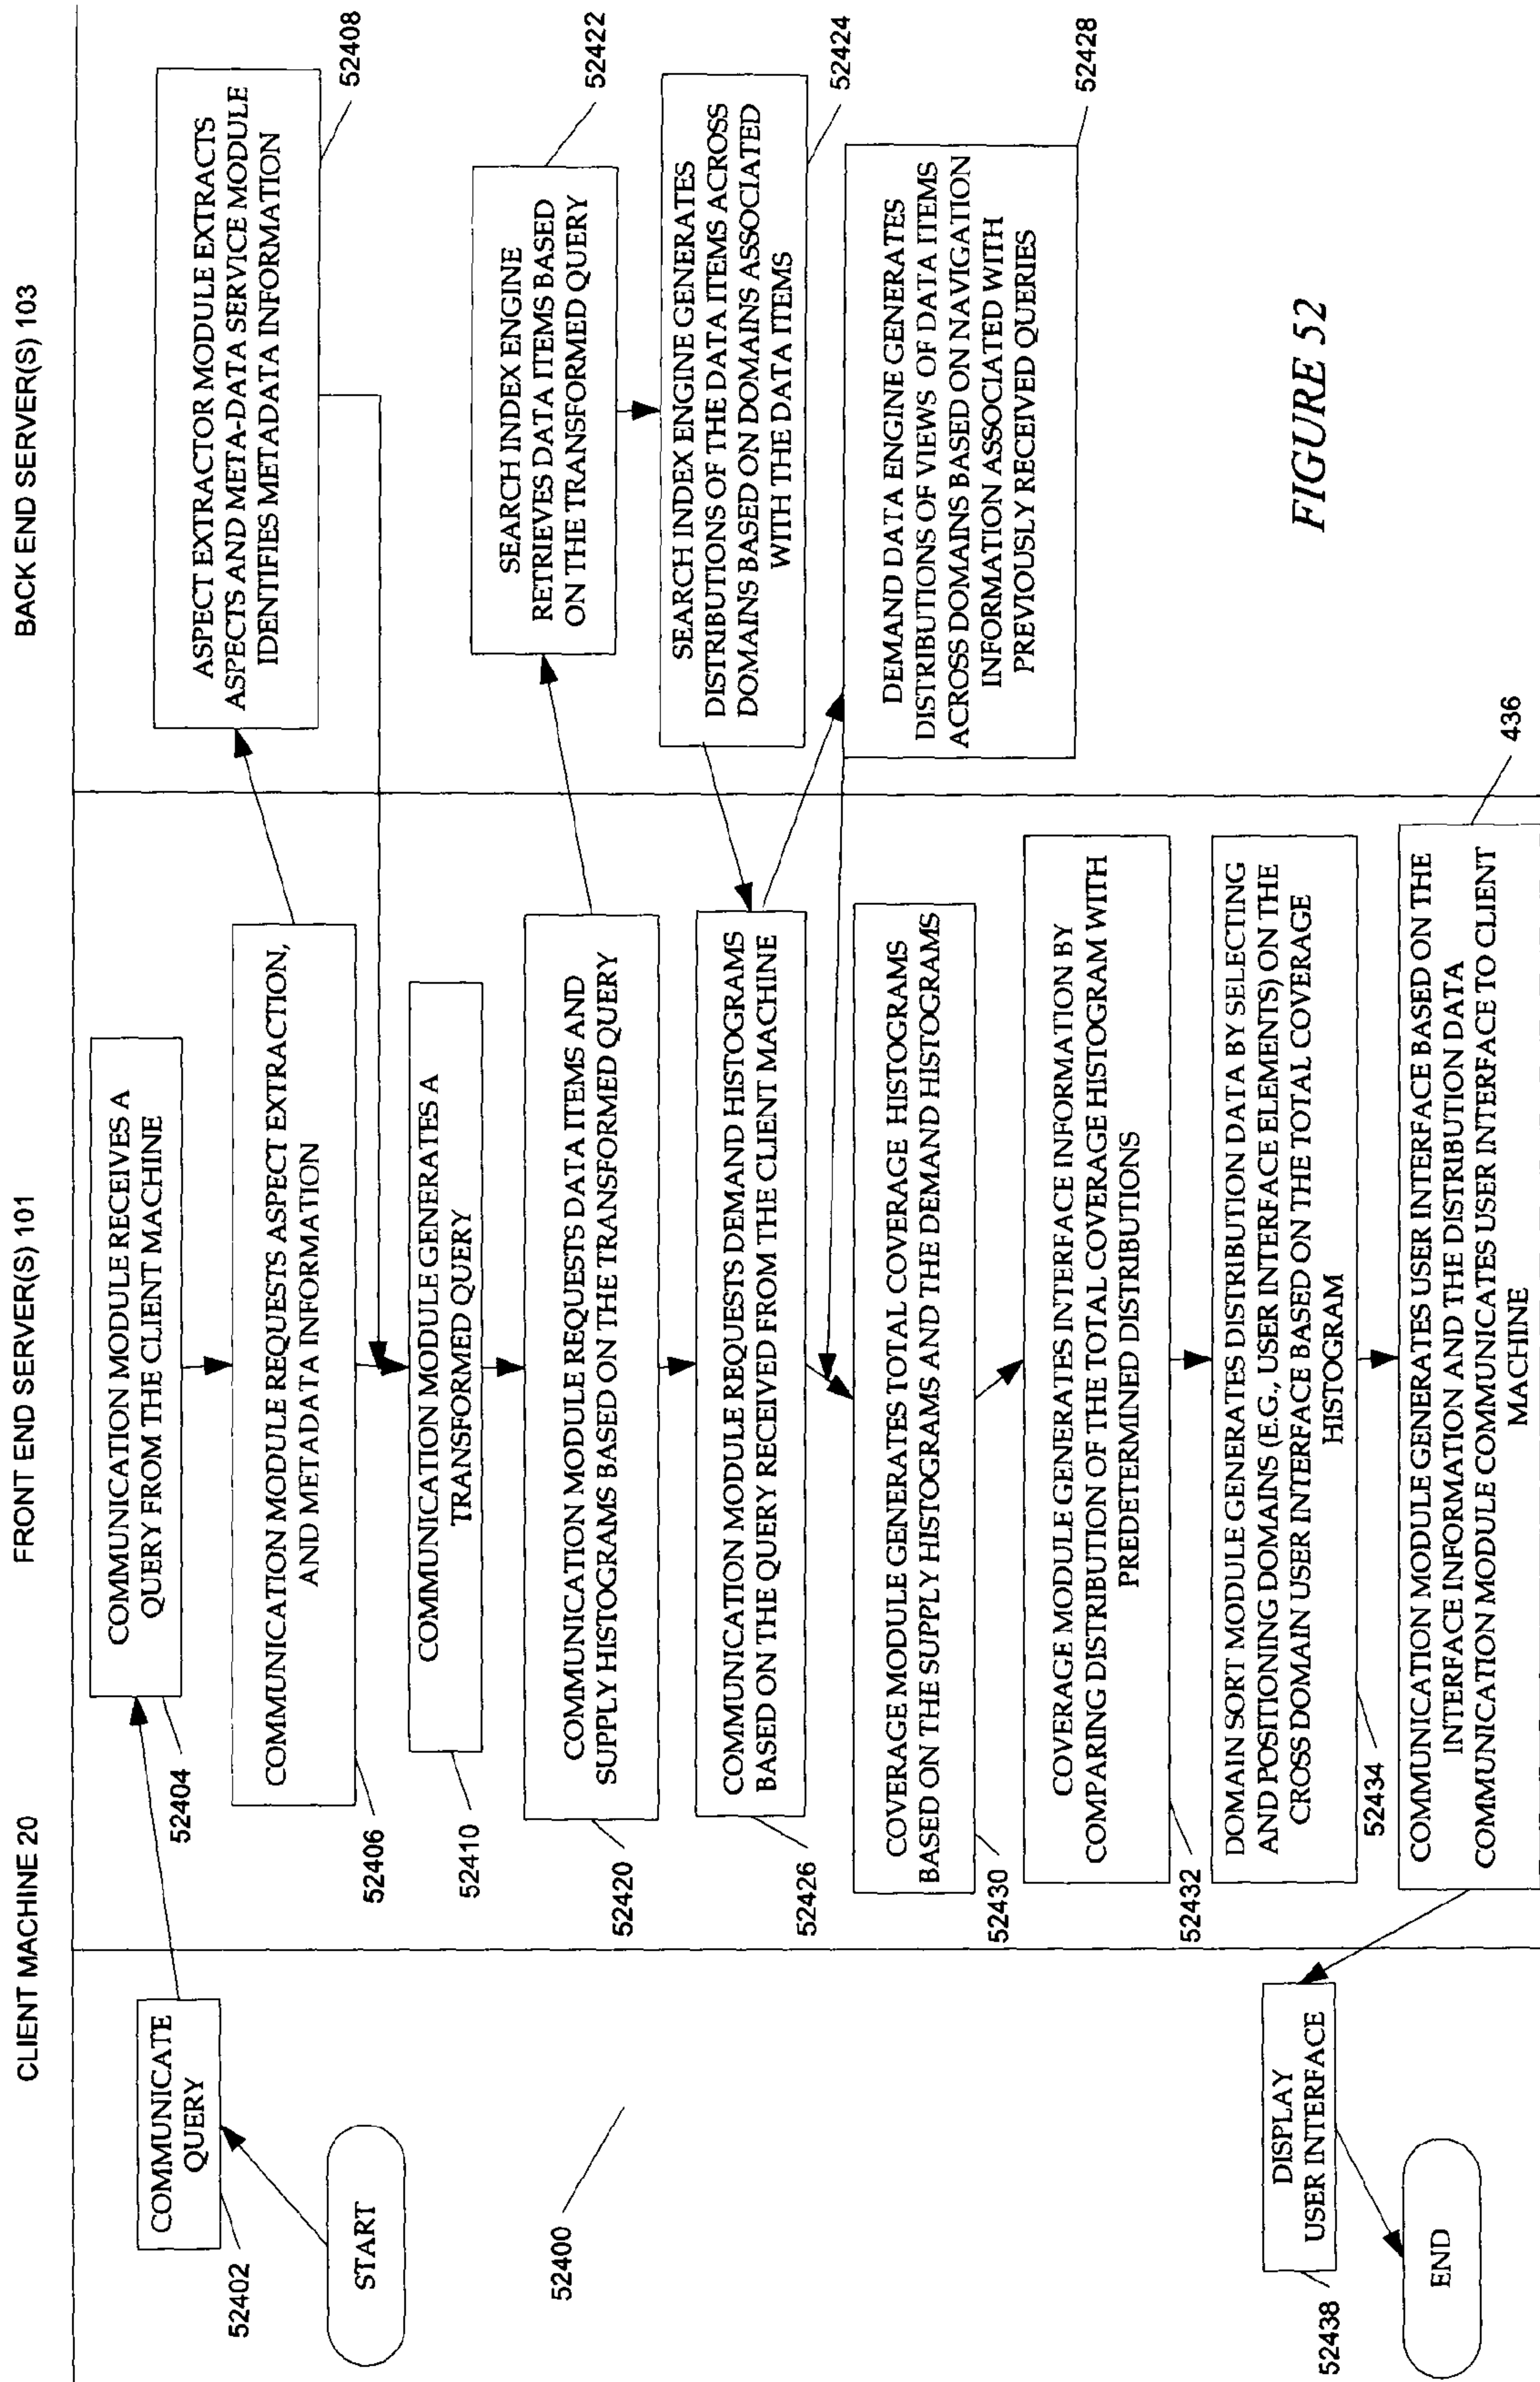 CLIENT MACHINE 20
FRONT END SERVER(S) 101
BACK END SERVER(S) 103
START
COMMUNICATE
QUERY
52402
52400
COMMUNICATION MODULE RECEIVES A
QUERY FROM THE CLIENT MACHINE
52404
COMMUNICATION MODULE REQUESTS ASPECT EXTRACTION,
AND METADATA INFORMATION
52406
ASPECT EXTRACTOR MODULE EXTRACTS
ASPECTS AND META-DATA SERVICE MODULE
IDENTIFIES METADATA INFORMATION
52408
COMMUNICATION MODULE GENERATES A
TRANSFORMED QUERY
52410
COMMUNICATION MODULE REQUESTS DATA ITEMS AND
SUPPLY HISTOGRAMS BASED ON THE TRANSFORMED QUERY
52420
SEARCH INDEX ENGINE
RETRIEVES DATA ITEMS BASED
ON THE TRANSFORMED QUERY
52422
SEARCH INDEX ENGINE GENERATES
DISTRIBUTIONS OF THE DATA ITEMS ACROSS
DOMAINS BASED ON DOMAINS ASSOCIATED
WITH THE DATA ITEMS
52424
COMMUNICATION MODULE REQUESTS DEMAND HISTOGRAMS
BASED ON THE QUERY RECEIVED FROM THE CLIENT MACHINE
52426
DEMAND DATA ENGINE GENERATES
DISTRIBUTIONS OF VIEWS OF DATA ITEMS
ACROSS DOMAINS BASED ON NAVIGATION
INFORMATION ASSOCIATED WITH
PREVIOUSLY RECEIVED QUERIES
52428
COVERAGE MODULE GENERATES TOTAL COVERAGE HISTOGRAMS
BASED ON THE SUPPLY HISTOGRAMS AND THE DEMAND HISTOGRAMS
52430
COVERAGE MODULE GENERATES INTERFACE INFORMATION BY
COMPARING DISTRIBUTION OF THE TOTAL COVERAGE HISTOGRAM WITH
PREDETERMINED DISTRIBUTIONS
52432
DOMAIN SORT MODULE GENERATES DISTRIBUTION DATA BY SELECTING
AND POSITIONING DOMAINS (E.G., USER INTERFACE ELEMENTS) ON THE
CROSS DOMAIN USER INTERFACE BASED ON THE TOTAL COVERAGE
HISTOGRAM
52434
COMMUNICATION MODULE GENERATES USER INTERFACE BASED ON THE
INTERFACE INFORMATION AND THE DISTRIBUTION DATA
COMMUNICATION MODULE COMMUNICATES USER INTERFACE TO CLIENT
MACHINE
436
DISPLAY
USER INTERFACE
52438
END
FIGURE 52